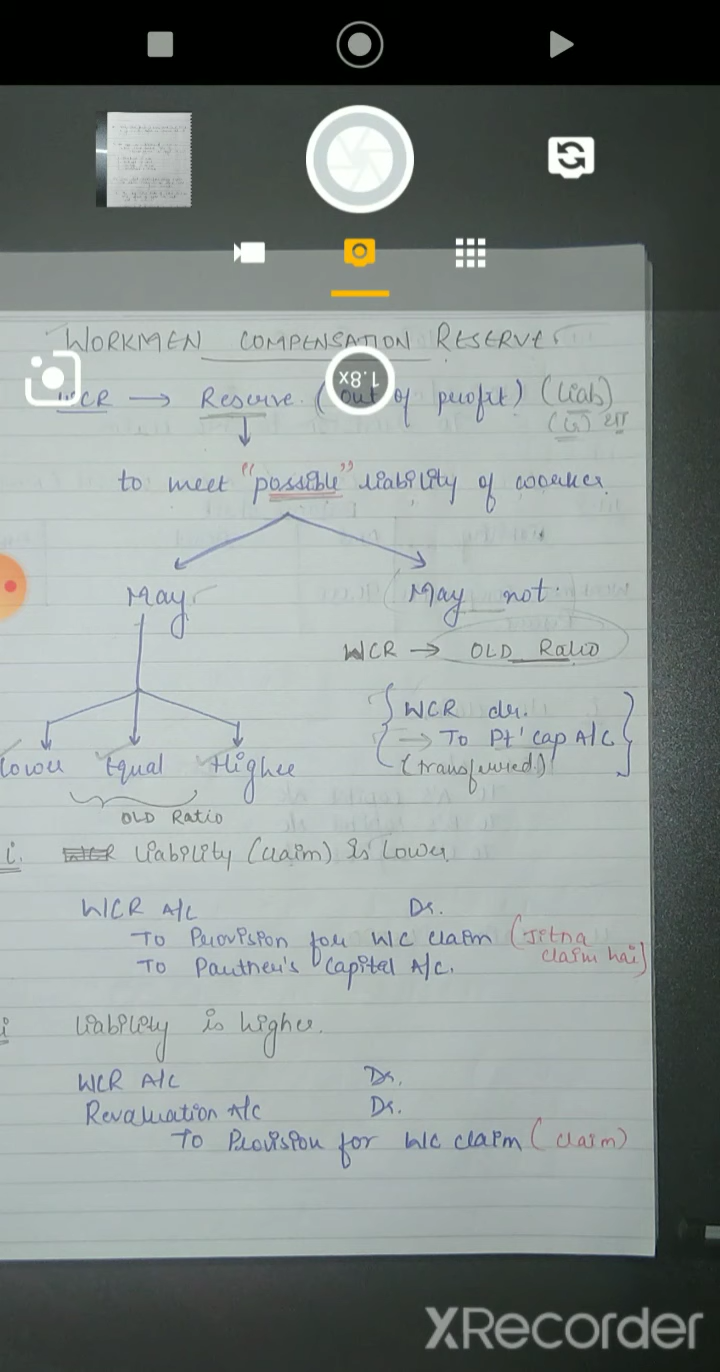 WORKMEN COMPENSATION RESERVE
WCR → Reserve (out of profit) (Liab)
1.8X
to meet "possible" liability of worker
May
May not.
WCR → OLD Ratio
{ WCR dr.
→ To Pt' cap A/c }
(transferred.)
Lower Equal Higher
OLD Ratio
i. Liability (claim) is Lower
WCR A/c Dr.
To Provision for WC claim (Jitna
claim hai)
To Partner's Capital A/c.
Liability is higher.
WCR A/c Dr.
Revaluation A/c Dr.
To Provision for WC claim (claim)
XRecorder